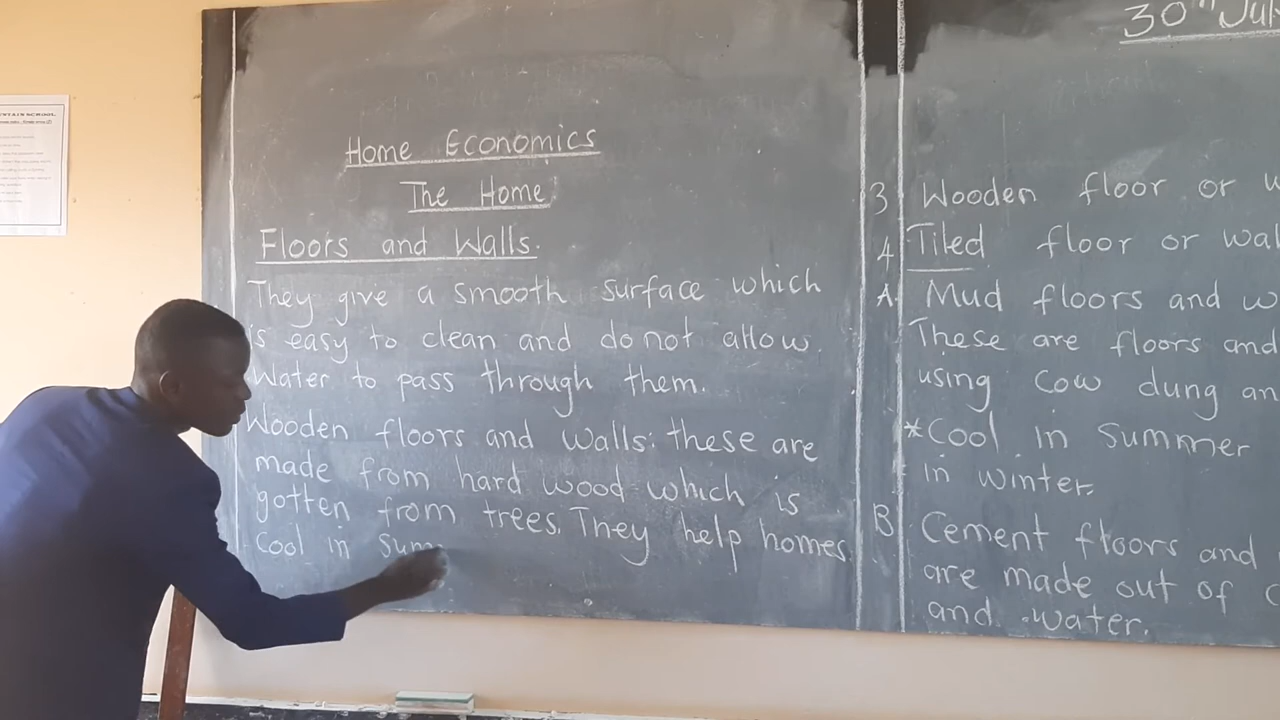 Home Economics
The Home
Floors and Walls.
They give a smooth surface which
is easy to clean and do not allow
Water to pass through them.
Wooden floors and walls: these are
made from hard wood which is
gotten from trees. They help homes
Cool in Sum
30th Jul
3 Wooden floor or w
4 Tiled floor or wal
A. Mud floors and w
These are floors and
using cow dung an
*Cool in Summer
in winter.
B. Cement floors and
are made out of C
and water.
UNTAIN SCHOOL